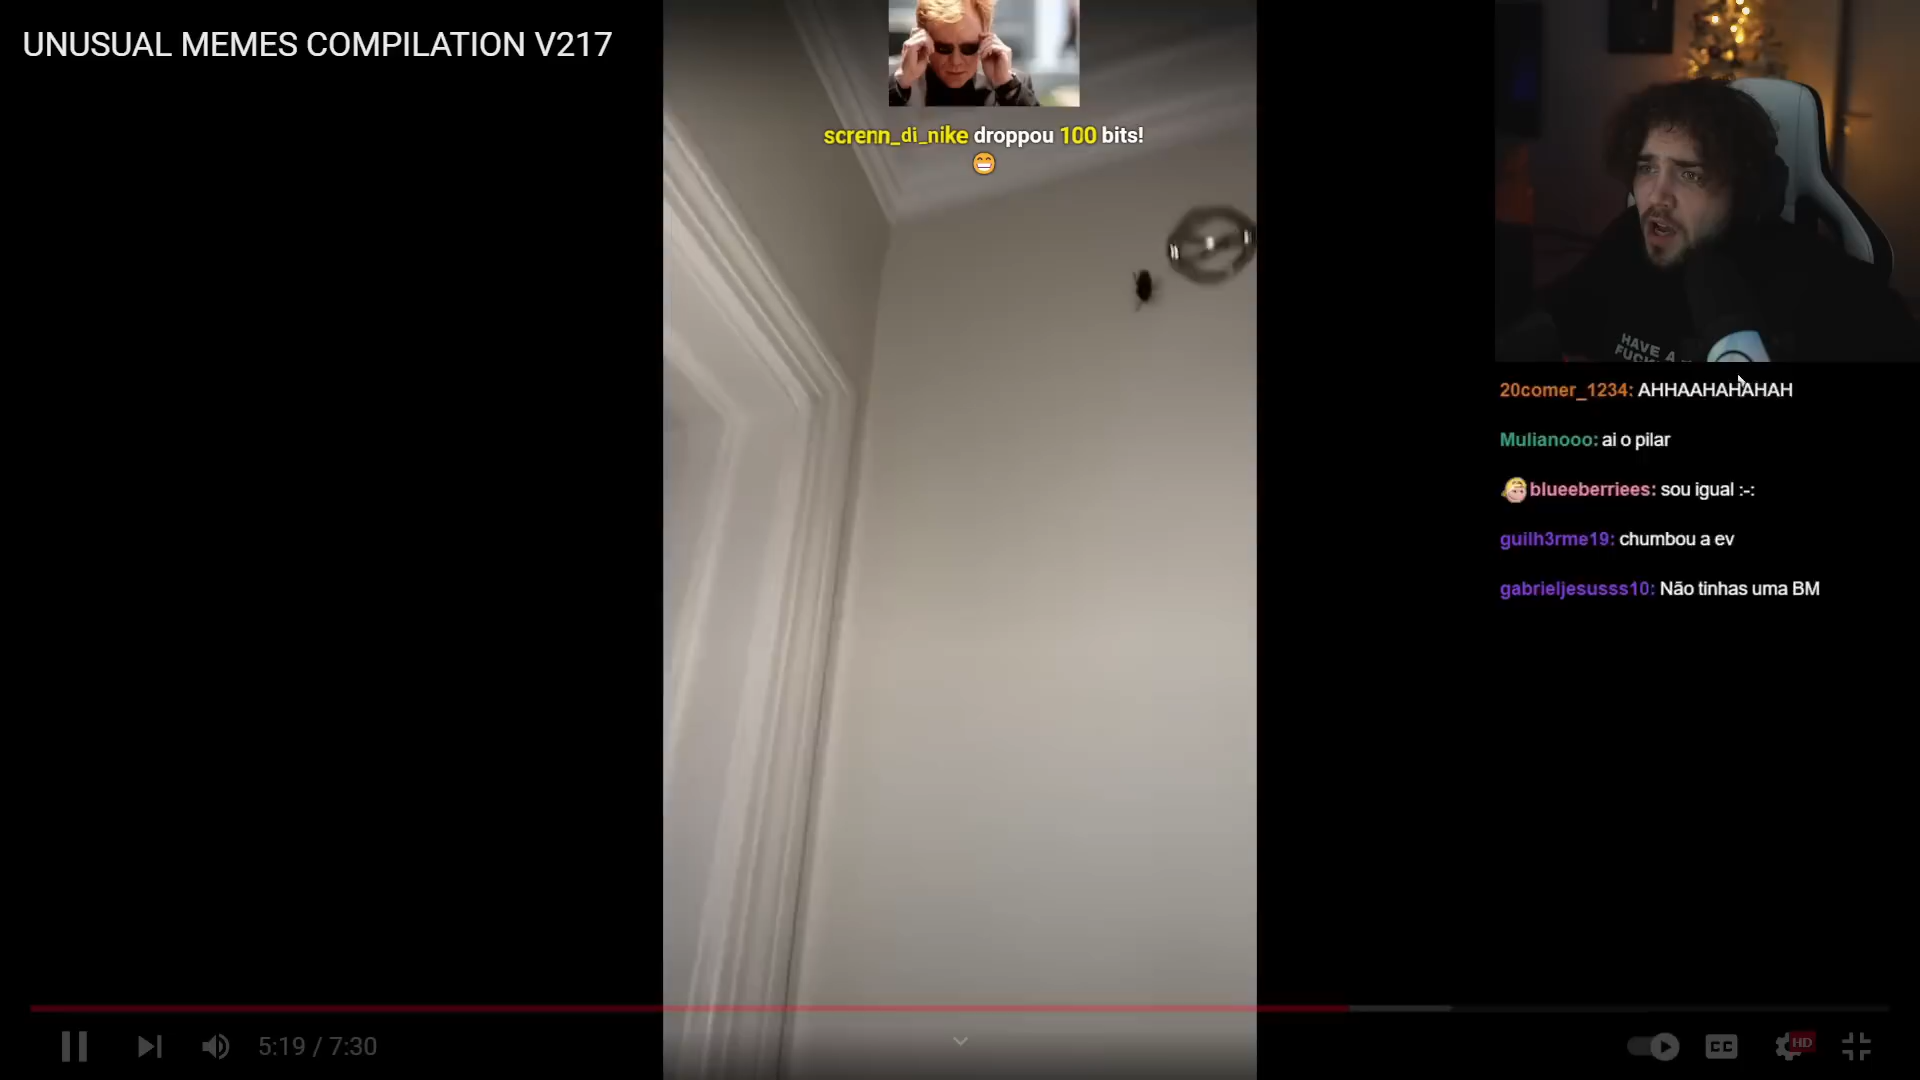 UNUSUAL MEMES COMPILATION V217
screnn_di_nike droppou 100 bits!
HAVE A
20comer_1234: AHHAAHAHAHAH
Mulianooo: ai o pilar
blueeberriees: sou igual :-:
guilh3rme19: chumbou a ev
gabrieljesusss10: Não tinhas uma BM
5:19 / 7:30
CC
HD